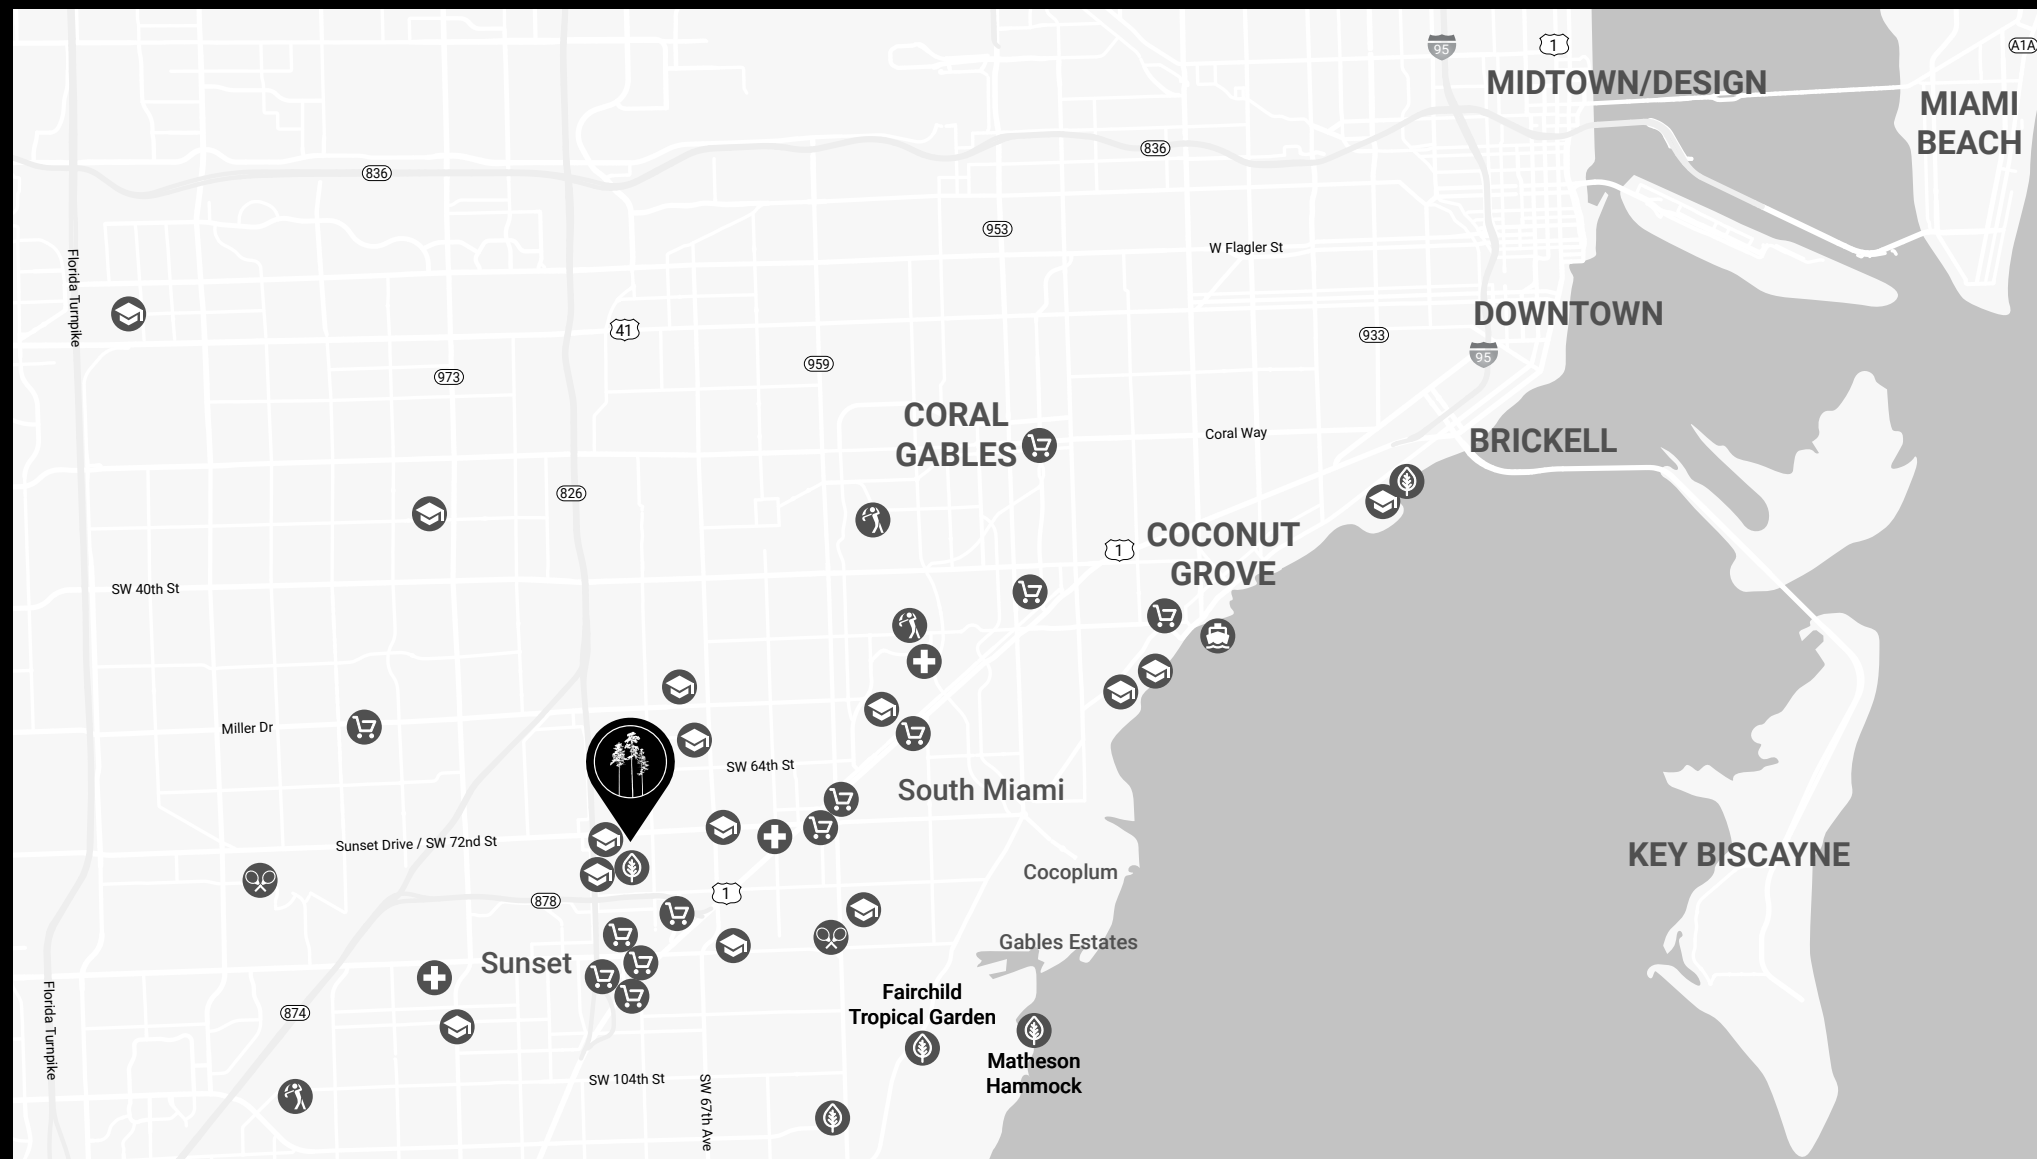 95
1
A1A
MIDTOWN/DESIGN
MIAMI
BEACH
836
836
953
W Flagler St
Florida Turnpike
41
DOWNTOWN
933
95
959
973
CORAL
GABLES
Coral Way
BRICKELL
826
COCONUT
GROVE
1
SW 40th St
Miller Dr
SW 64th St
South Miami
Sunset Drive / SW 72nd St
KEY BISCAYNE
Cocoplum
878
1
Gables Estates
Sunset
Fairchild
Tropical Garden
874
Florida Turnpike
Matheson
Hammock
SW 104th St
SW 67th Ave